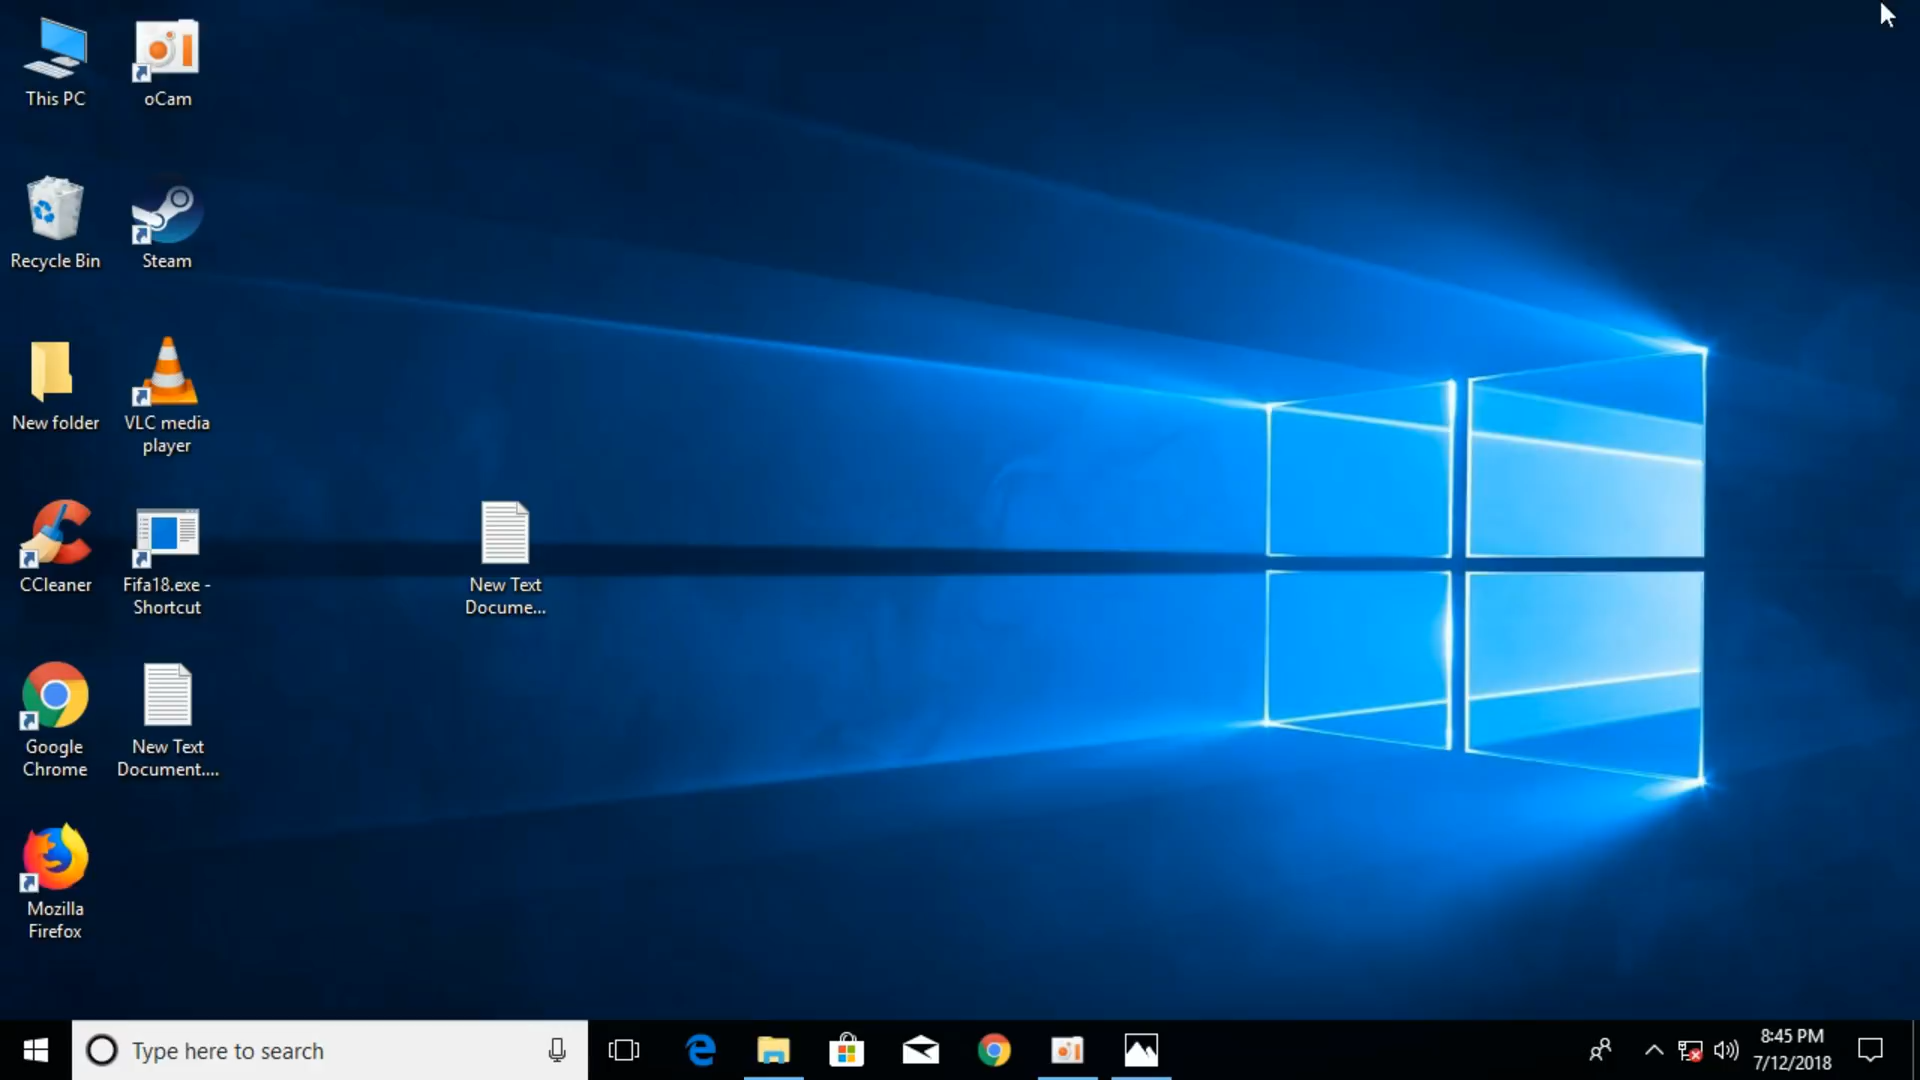 This PC
oCam
Recycle Bin
Steam
New folder
VLC media
player
CCleaner
Fifa18.exe -
Shortcut
New Text
Docume...
Google
Chrome
New Text
Document....
Mozilla
Firefox
Type here to search
8:45 PM
7/12/2018